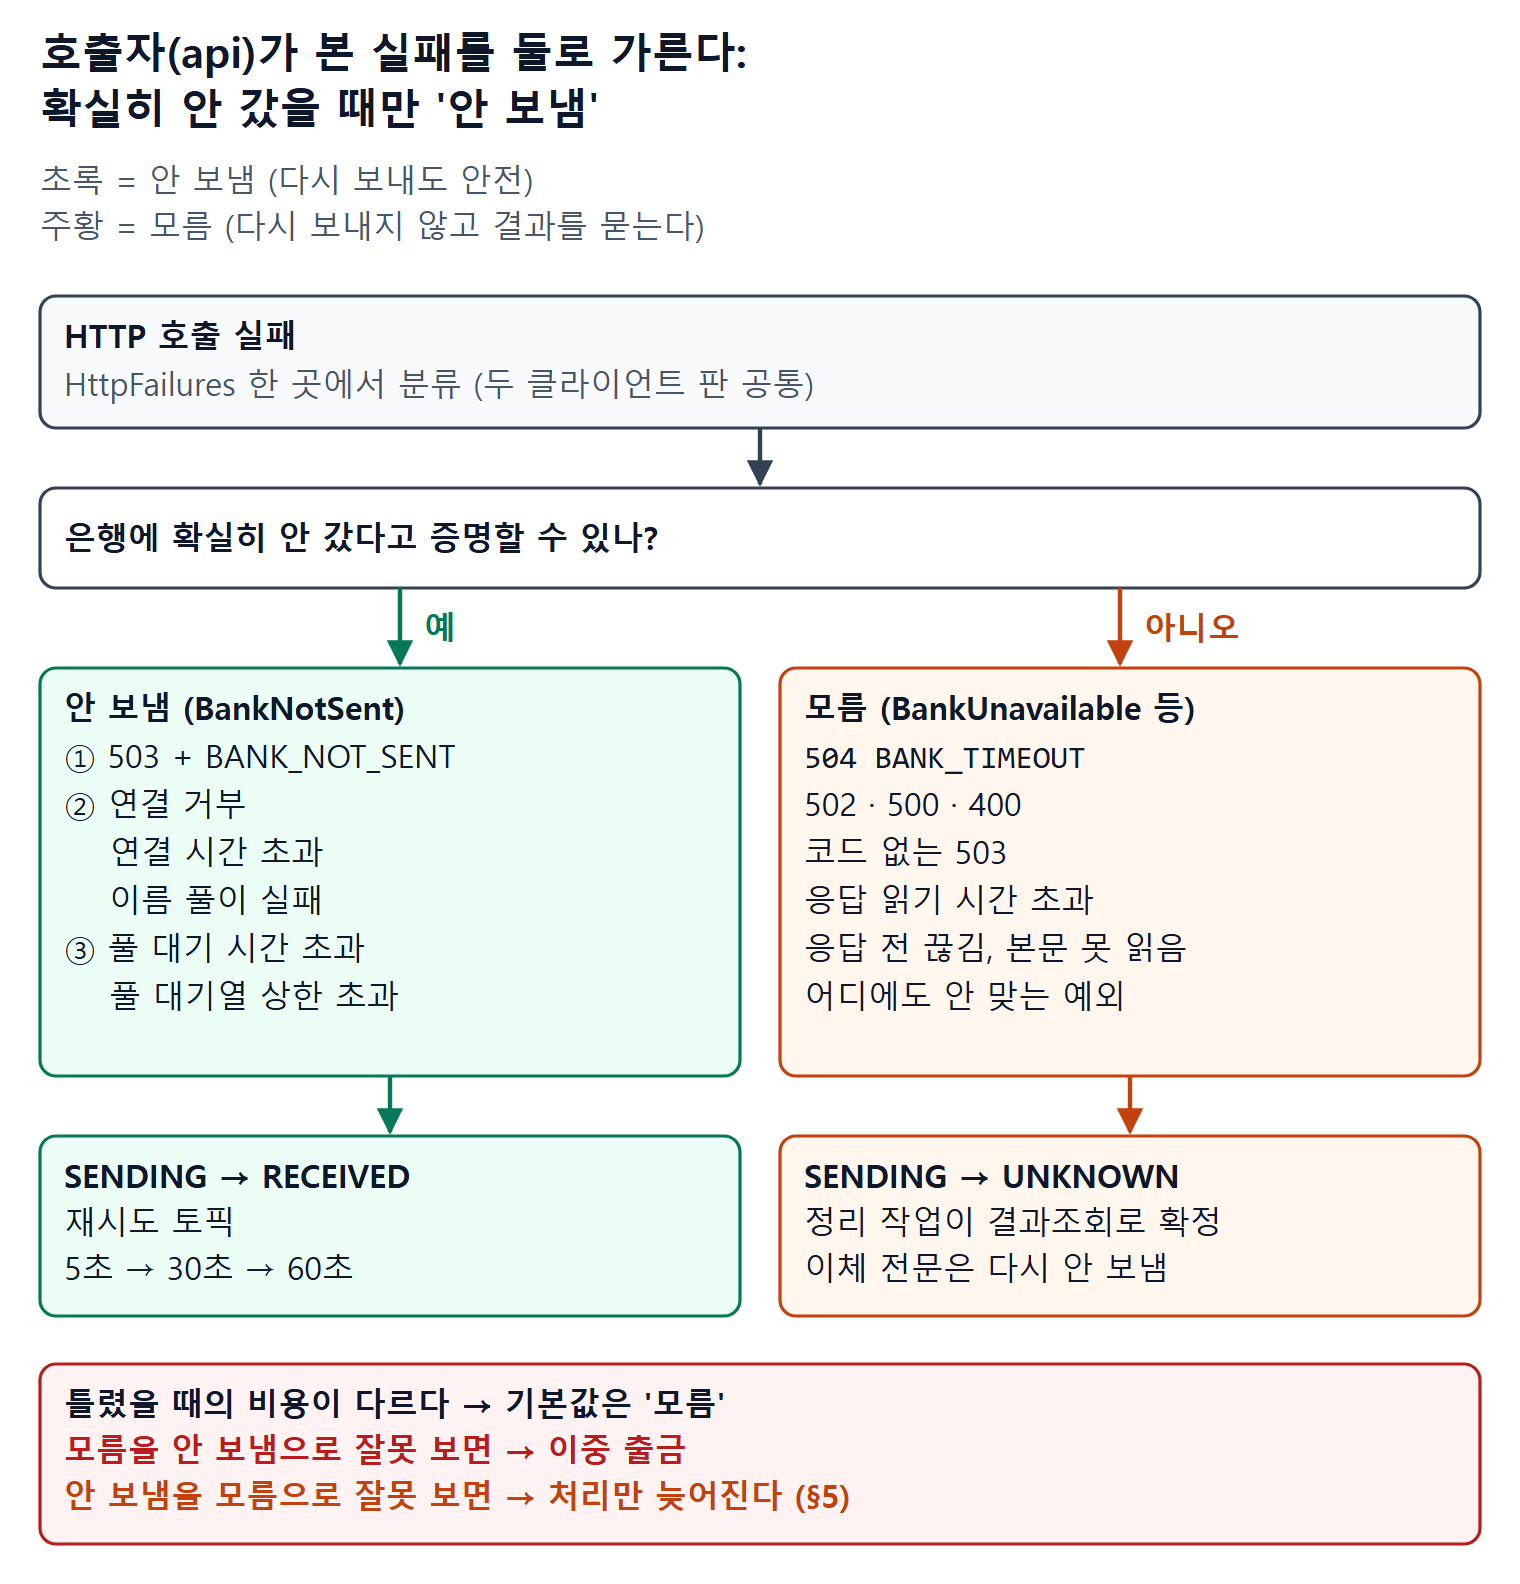 호출자(api)가 본 실패를 둘로 가른다:
확실히 안 갔을 때만 '안 보냄'
초록 = 안 보냄 (다시 보내도 안전)
주황 = 모름 (다시 보내지 않고 결과를 묻는다)
HTTP 호출 실패
HttpFailures 한 곳에서 분류 (두 클라이언트 판 공통)
은행에 확실히 안 갔다고 증명할 수 있나?
예
아니오
안 보냄 (BankNotSent)
① 503 + BANK_NOT_SENT
② 연결 거부
연결 시간 초과
이름 풀이 실패
③ 풀 대기 시간 초과
풀 대기열 상한 초과
모름 (BankUnavailable 등)
504 BANK_TIMEOUT
502 · 500 · 400
코드 없는 503
응답 읽기 시간 초과
응답 전 끊김, 본문 못 읽음
어디에도 안 맞는 예외
SENDING → RECEIVED
재시도 토픽
5초 → 30초 → 60초
SENDING → UNKNOWN
정리 작업이 결과조회로 확정
이체 전문은 다시 안 보냄
틀렸을 때의 비용이 다르다 → 기본값은 '모름'
모름을 안 보냄으로 잘못 보면 → 이중 출금
안 보냄을 모름으로 잘못 보면 → 처리만 늦어진다 (§5)